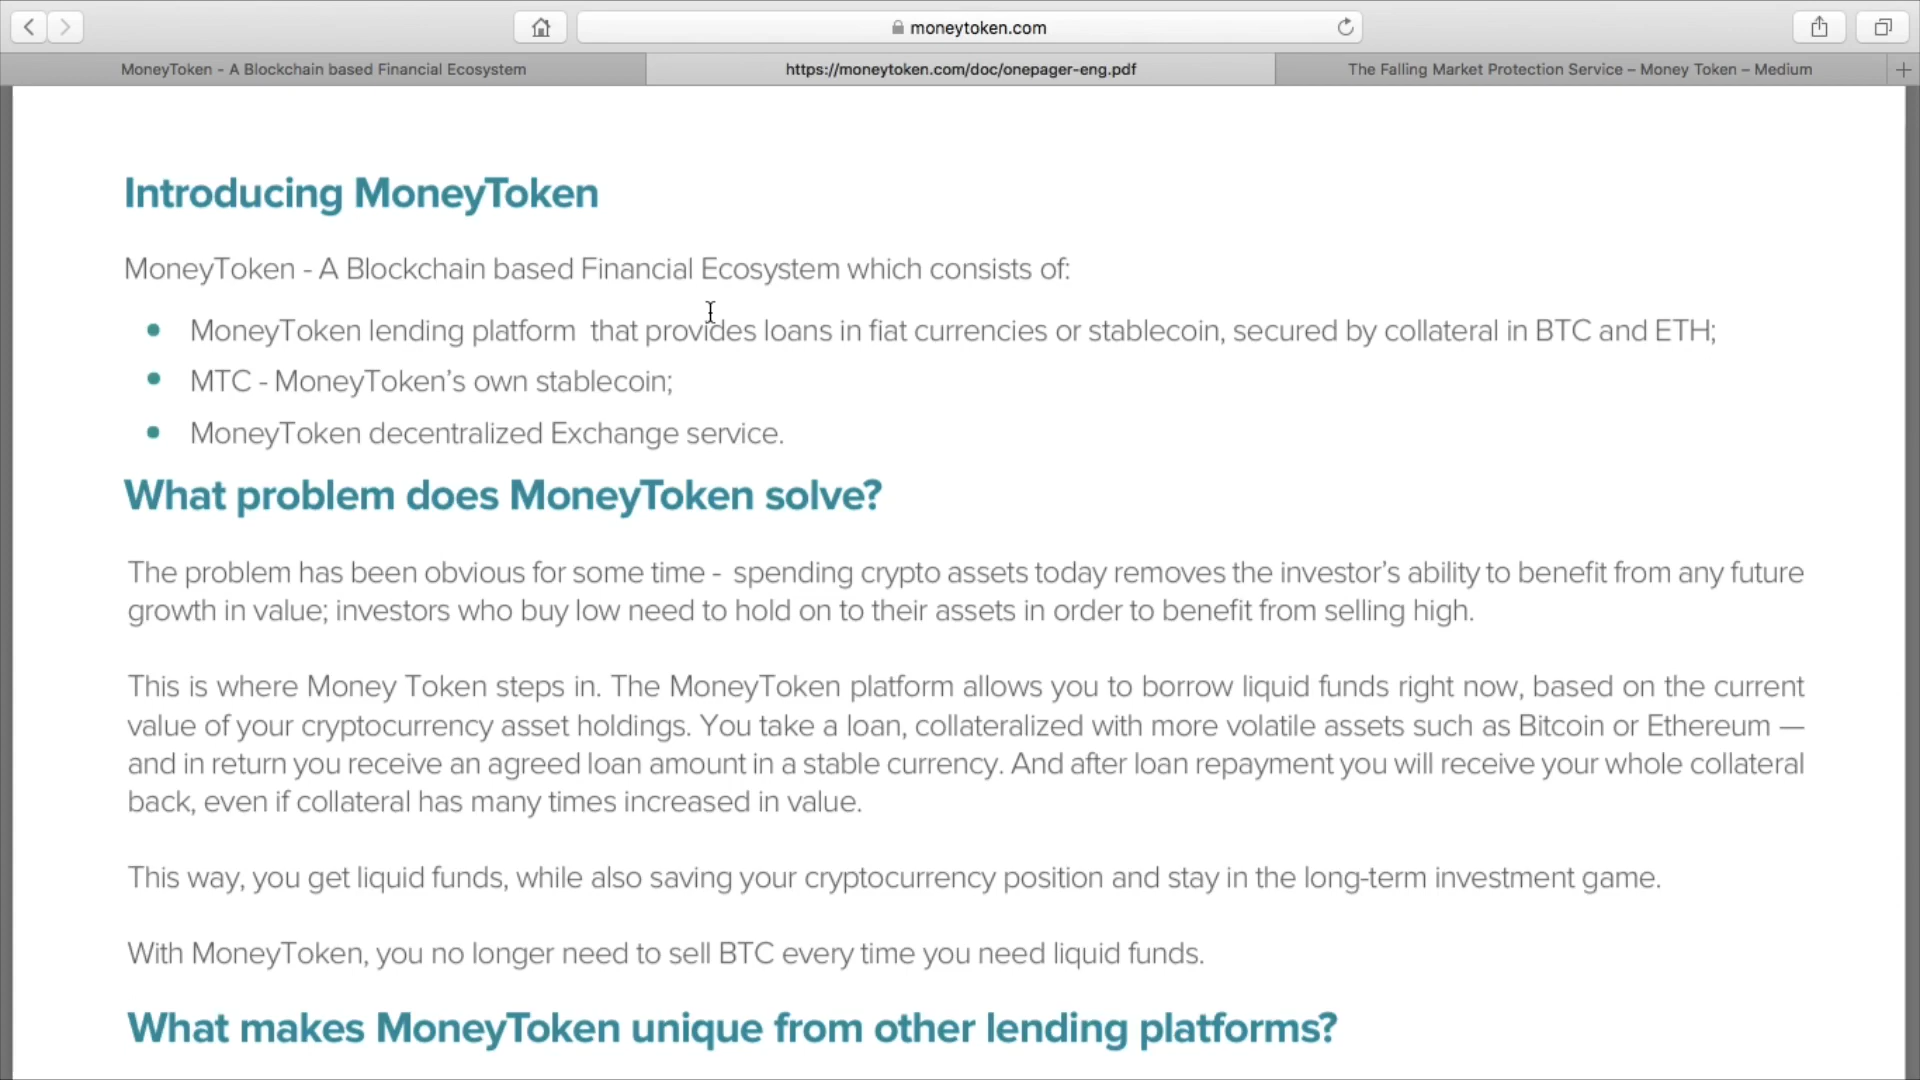 moneytoken.com
MoneyToken - A Blockchain based Financial Ecosystem
https://moneytoken.com/doc/onepager-eng.pdf
The Falling Market Protection Service – Money Token – Medium
Introducing MoneyToken
MoneyToken - A Blockchain based Financial Ecosystem which consists of:
MoneyToken lending platform that provides loans in fiat currencies or stablecoin, secured by collateral in BTC and ETH;
MTC - MoneyToken’s own stablecoin;
MoneyToken decentralized Exchange service.
What problem does MoneyToken solve?
The problem has been obvious for some time - spending crypto assets today removes the investor’s ability to benefit from any future
growth in value; investors who buy low need to hold on to their assets in order to benefit from selling high.
This is where Money Token steps in. The MoneyToken platform allows you to borrow liquid funds right now, based on the current
value of your cryptocurrency asset holdings. You take a loan, collateralized with more volatile assets such as Bitcoin or Ethereum —
and in return you receive an agreed loan amount in a stable currency. And after loan repayment you will receive your whole collateral
back, even if collateral has many times increased in value.
This way, you get liquid funds, while also saving your cryptocurrency position and stay in the long-term investment game.
With MoneyToken, you no longer need to sell BTC every time you need liquid funds.
What makes MoneyToken unique from other lending platforms?